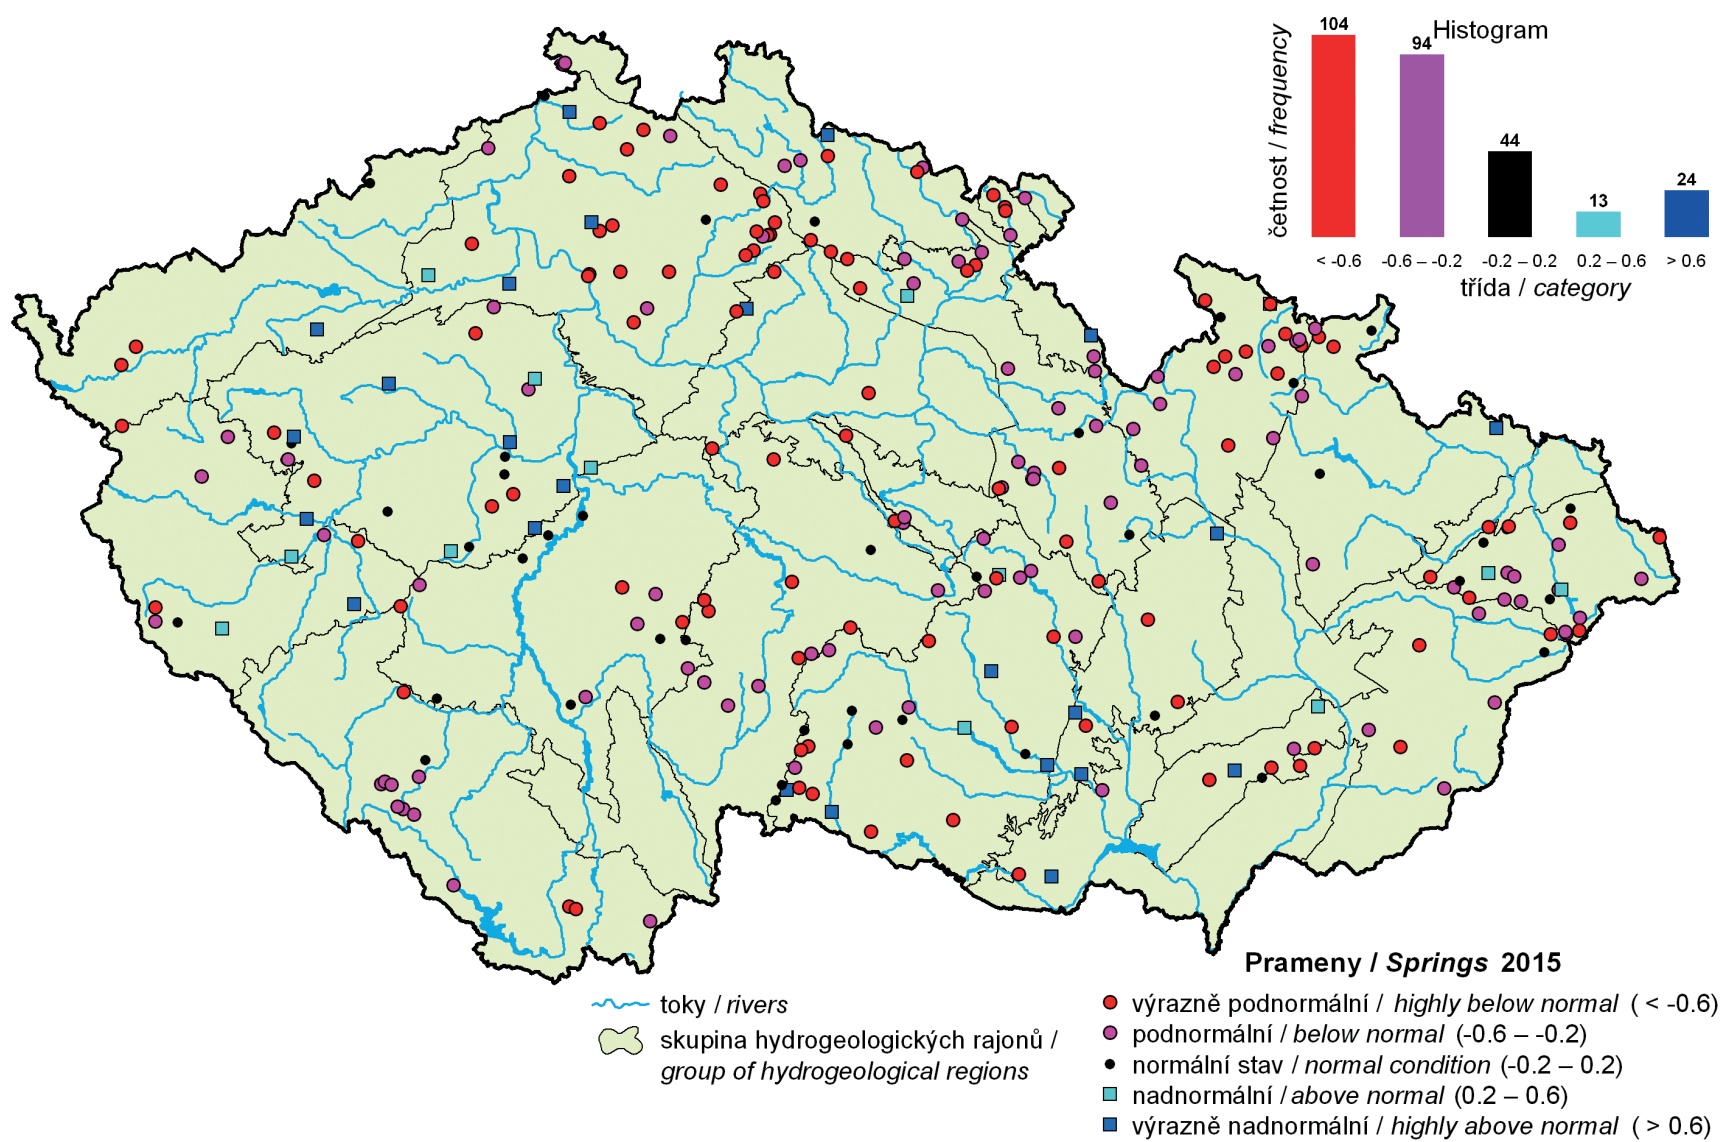 Histogram
četnost / frequency
104
94
44
13
24
< -0.6
-0.6 – -0.2
-0.2 – 0.2
0.2 – 0.6
> 0.6
třída / category
Prameny / Springs 2015
výrazně podnormální / highly below normal ( < -0.6)
podnormální / below normal (-0.6 – -0.2)
normální stav / normal condition (-0.2 – 0.2)
nadnormální / above normal (0.2 – 0.6)
výrazně nadnormální / highly above normal ( > 0.6)
toky / rivers
skupina hydrogeologických rajonů /
group of hydrogeological regions